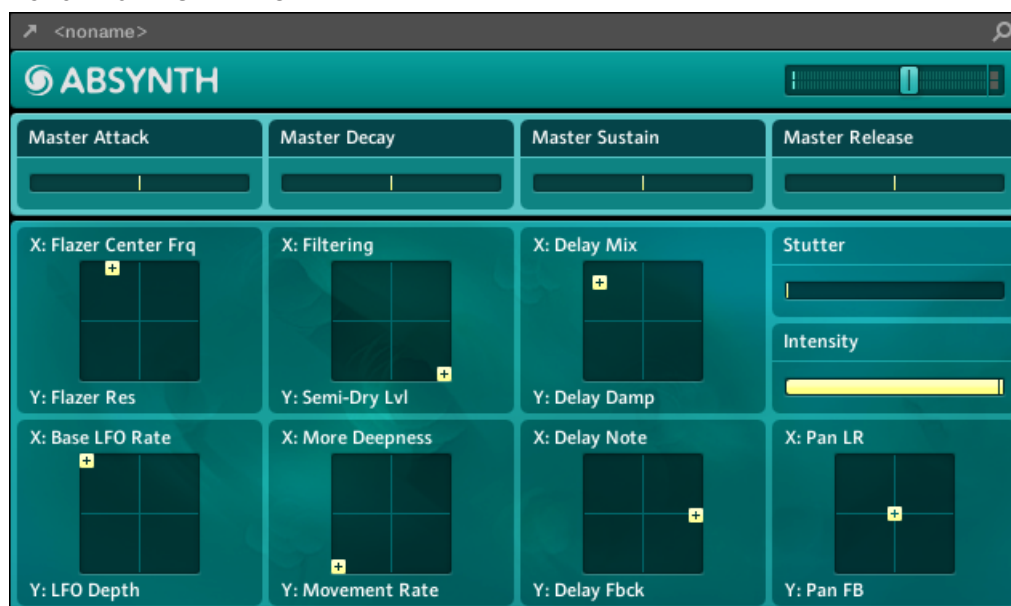 <noname>
ABSYNTH
Master Attack
Master Decay
Master Sustain
Master Release
X: Flazer Center Frq
Y: Flazer Res
X: Filtering
Y: Semi-Dry Lvl
X: Delay Mix
Y: Delay Damp
Stutter
Intensity
X: Base LFO Rate
Y: LFO Depth
X: More Deepness
Y: Movement Rate
X: Delay Note
Y: Delay Fbck
X: Pan LR
Y: Pan FB